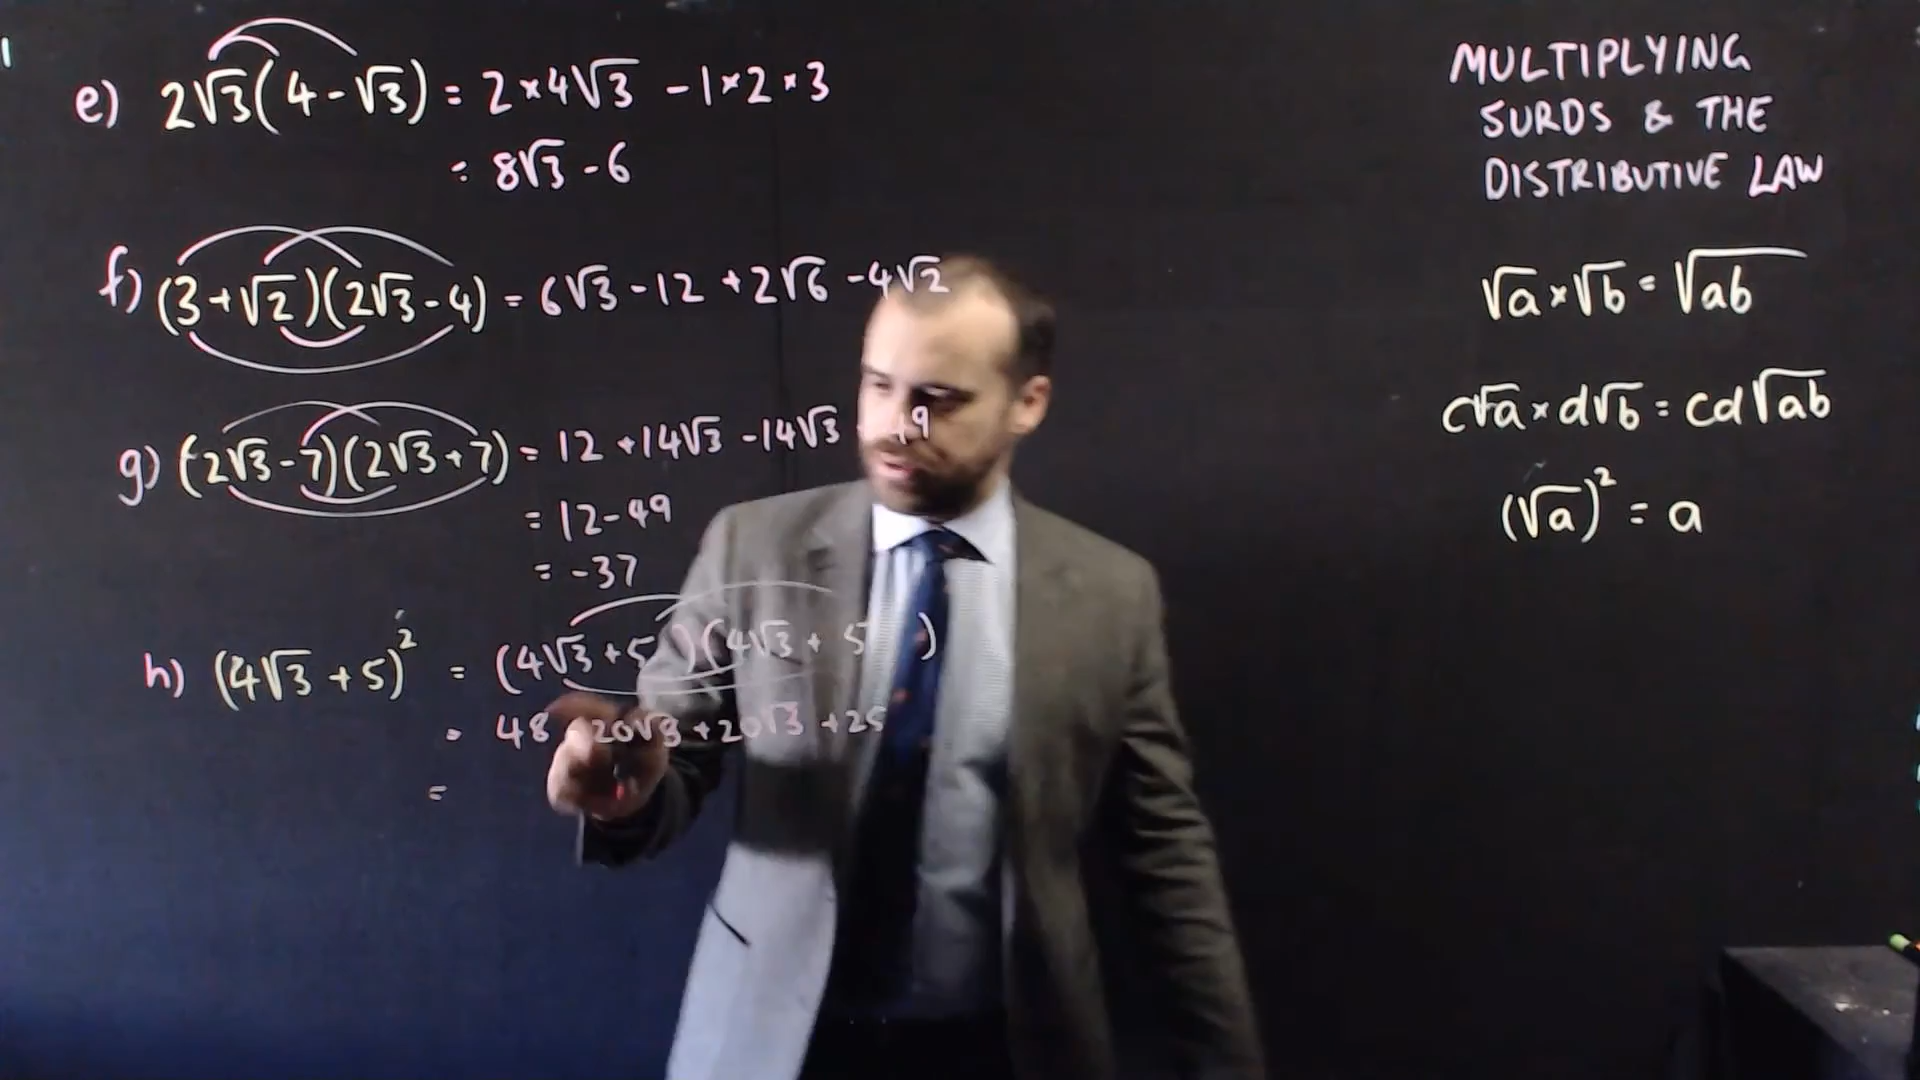 e) 2√3(4-√3) = 2×4√3 -1×2×3
= 8√3-6
f) (3+√2)(2√3-4) = 6√3-12+2√6-4√2
g) (2√3-7)(2√3+7) = 12+14√3-14√3 49
= 12-49
= -37
h) (4√3+5)² = (4√3+5)(4√3+5)
= 48 20√3+20√3+25
=
MULTIPLYING
SURDS & THE
DISTRIBUTIVE LAW
√a×√b=√ab
c√a×d√b=cd√ab
(√a)²=a